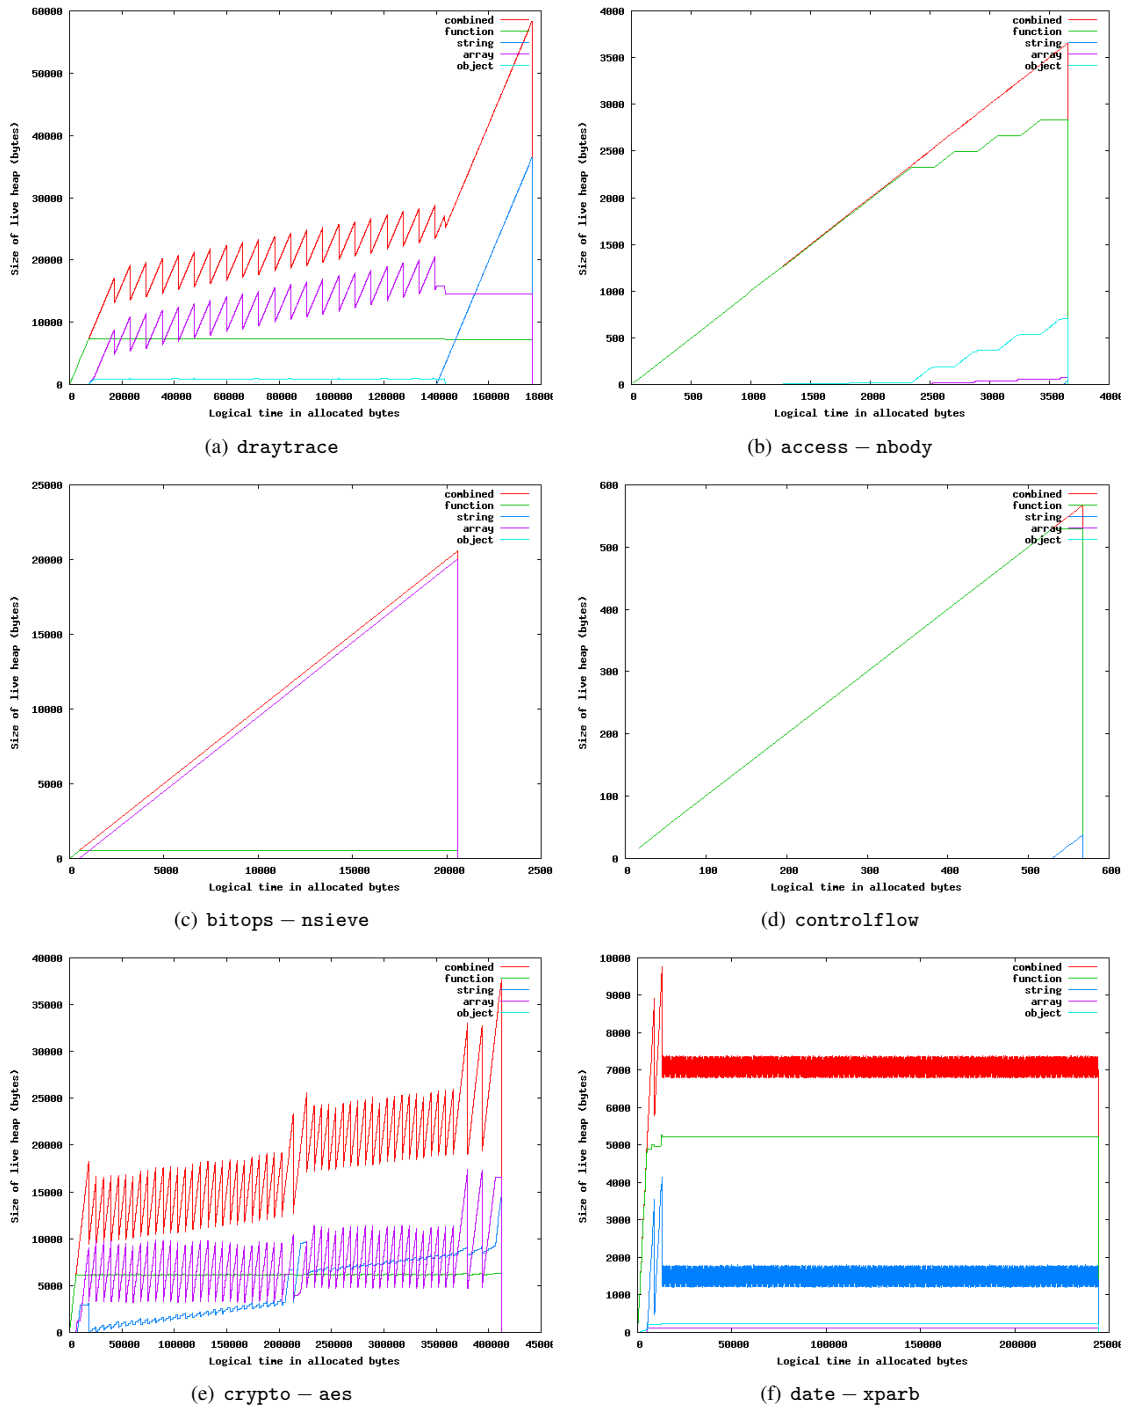 60000
50000
40000
30000
20000
10000
0
Size of live heap (bytes)
combined
function
string
array
object
0 20000 40000 60000 80000 100000 120000 140000 160000 18000
Logical time in allocated bytes
(a) draytrace
4000
3500
3000
2500
2000
1500
1000
500
0
Size of live heap (bytes)
combined
function
string
array
object
0 500 1000 1500 2000 2500 3000 3500 4000
Logical time in allocated bytes
(b) access − nbody
25000
20000
15000
10000
5000
0
Size of live heap (bytes)
combined
function
string
array
object
0 5000 10000 15000 20000 2500
Logical time in allocated bytes
(c) bitops − nsieve
600
500
400
300
200
100
0
Size of live heap (bytes)
combined
function
string
array
object
0 100 200 300 400 500 600
Logical time in allocated bytes
(d) controlflow
40000
35000
30000
25000
20000
15000
10000
5000
0
Size of live heap (bytes)
combined
function
string
array
object
0 50000 100000 150000 200000 250000 300000 350000 400000 45000
Logical time in allocated bytes
(e) crypto − aes
10000
9000
8000
7000
6000
5000
4000
3000
2000
1000
0
Size of live heap (bytes)
combined
function
string
array
object
50000 100000 150000 200000 25000
Logical time in allocated bytes
(f) date − xparb